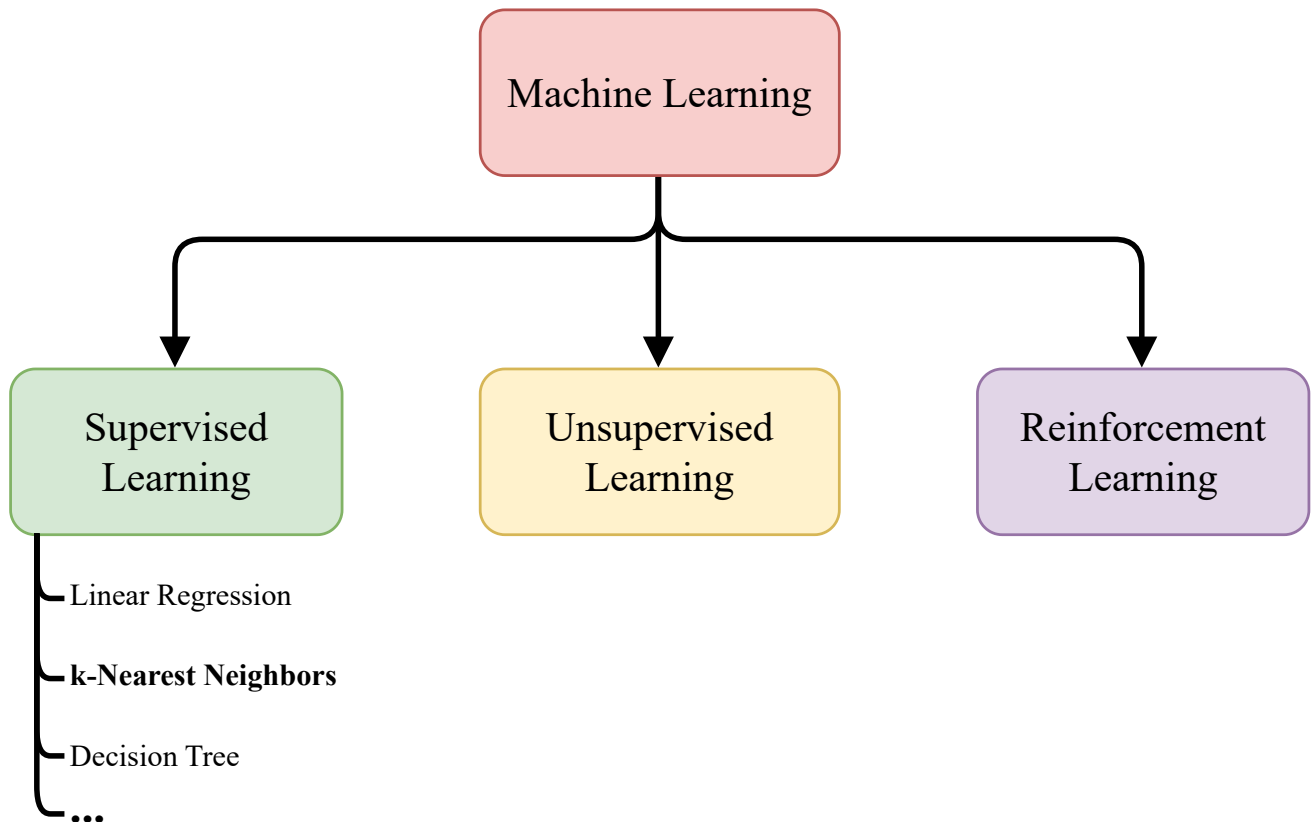 Machine Learning
Supervised
Learning
Unsupervised
Learning
Reinforcement
Learning
Linear Regression
k-Nearest Neighbors
Decision Tree
...